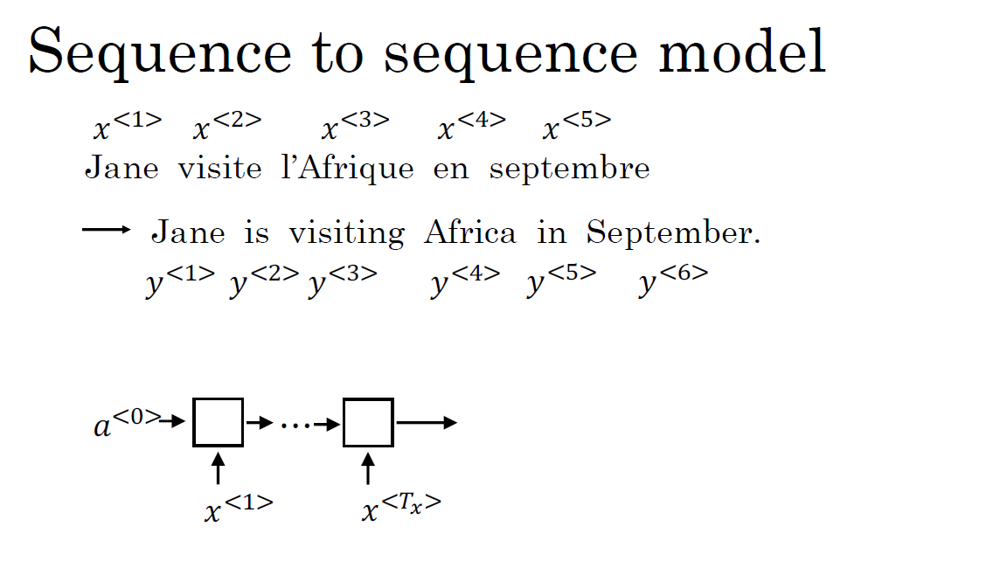 Sequence to sequence model
x<1> x<2> x<3> x<4> x<5>
Jane visite l'Afrique en septembre
→ Jane is visiting Africa in September.
y<1> y<2> y<3> y<4> y<5> y<6>
a<0> → → ⋯ → →
x<1> x<Tx>